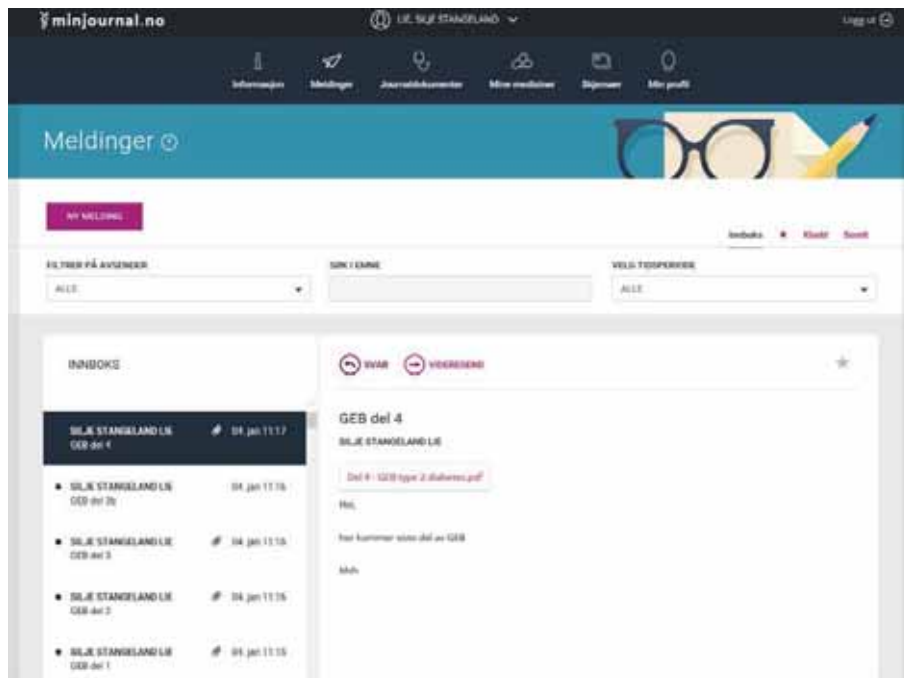 minjournal.no
LIE, SILJE STANGELAND
Logg ut
Informasjon Meldinger Journaldokumenter Mine medisiner Skjemaer Min profil
Meldinger
NY MELDING
Innboks Kladd Sendt
FILTRER PÅ AVSENDER SØK I EMNE VELG TIDSPERIODE
ALLE ALLE
INNBOKS SVAR VIDERESEND
SILJE STANGELAND LIE 04. jan 11:17
GEB del 4
SILJE STANGELAND LIE 04. jan 11:16
GEB del 3b
SILJE STANGELAND LIE 04. jan 11:16
GEB del 3
SILJE STANGELAND LIE 04. jan 11:16
GEB del 2
SILJE STANGELAND LIE 04. jan 11:15
GEB del 1
GEB del 4
SILJE STANGELAND LIE
Del 4 - GEB type 2 diabetes.pdf
Hei,
her kommer siste del av GEB
Mvh